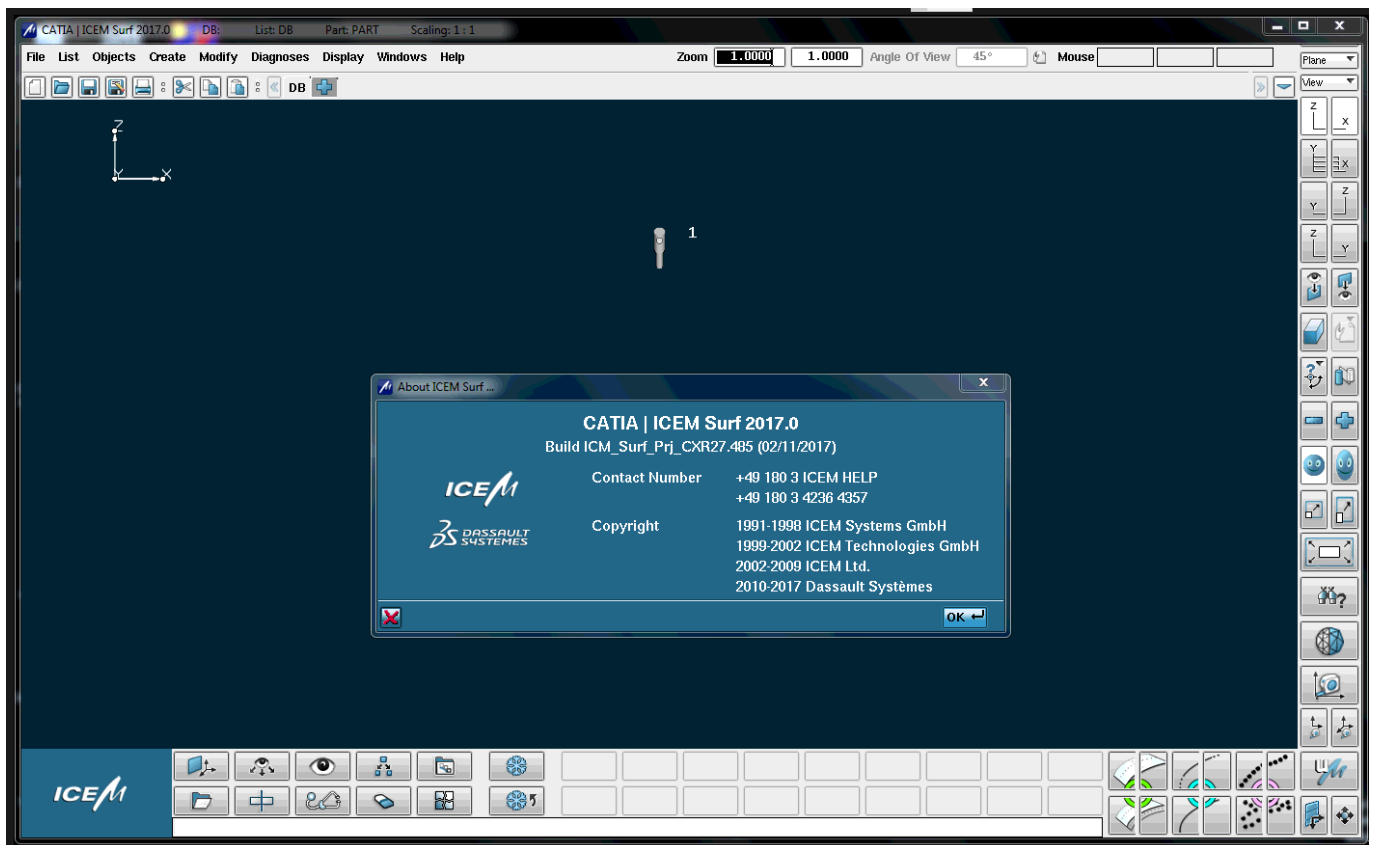 CATIA | ICEM Surf 2017.0 DB: List: DB Part: PART Scaling: 1 : 1
File List Objects Create Modify Diagnoses Display Windows Help Zoom 1.0000 1.0000 Angle Of View 45° Mouse
Plane
DB
View
Z X
Y X
Z
Y
Z
Y
Z
Y X
1
?
About ICEM Surf ... X
CATIA | ICEM Surf 2017.0
Build ICM_Surf_Prj_CXR27.485 (02/11/2017)
ICEM
Contact Number +49 180 3 ICEM HELP
+49 180 3 4236 4357
DASSAULT
SYSTEMES
Copyright 1991-1998 ICEM Systems GmbH
1999-2002 ICEM Technologies GmbH
2002-2009 ICEM Ltd.
2010-2017 Dassault Systèmes
OK
?
ICEM